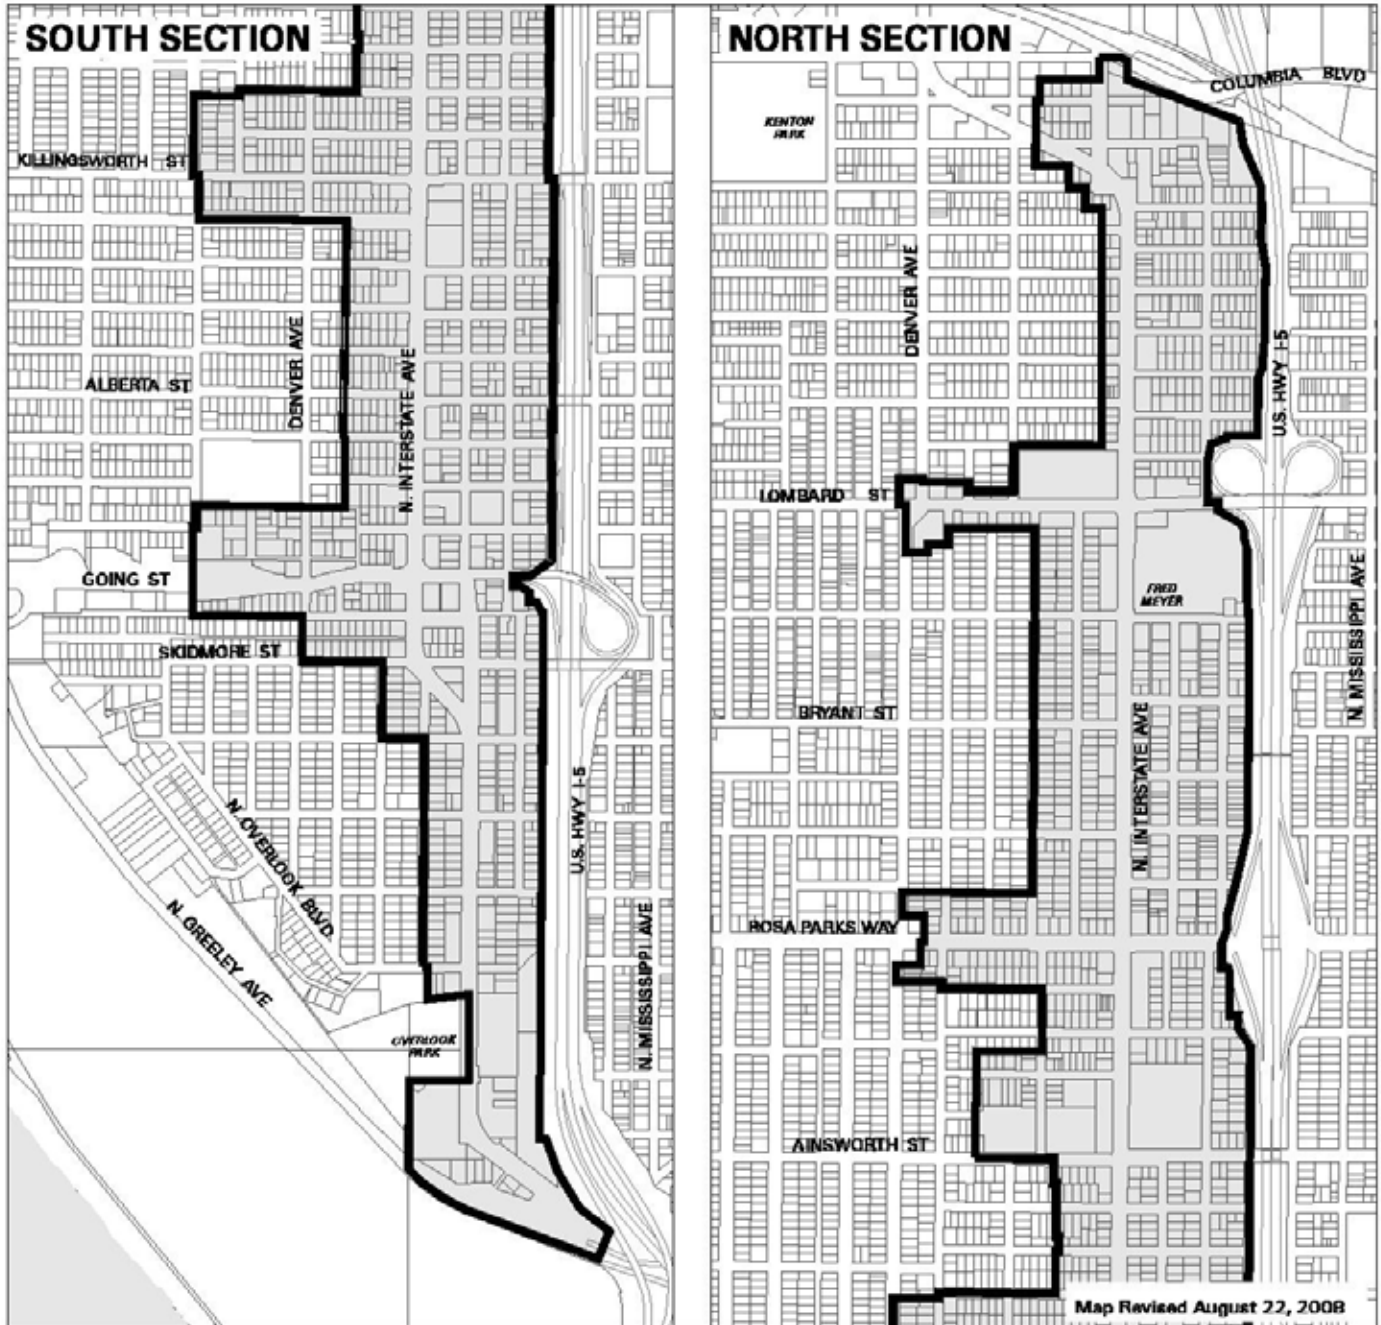 SOUTH SECTION
KILLINGSWORTH ST
DENVER AVE
ALBERTA ST
N. INTERSTATE AVE
GOING ST
SKIDMORE ST
U.S. HWY I-5
N. OVERLOOK BLVD.
N. GREELEY AVE
N. MISSISSIPPI AVE
OVERLOOK
PARK
NORTH SECTION
COLUMBIA BLVD
KENTON
PARK
DENVER AVE
U.S. HWY I-5
LOMBARD ST
FRED
MEYER
N. MISSISSIPPI AVE
BRYANT ST
N. INTERSTATE AVE
ROSA PARKS WAY
AINSWORTH ST
Map Revised August 22, 2008